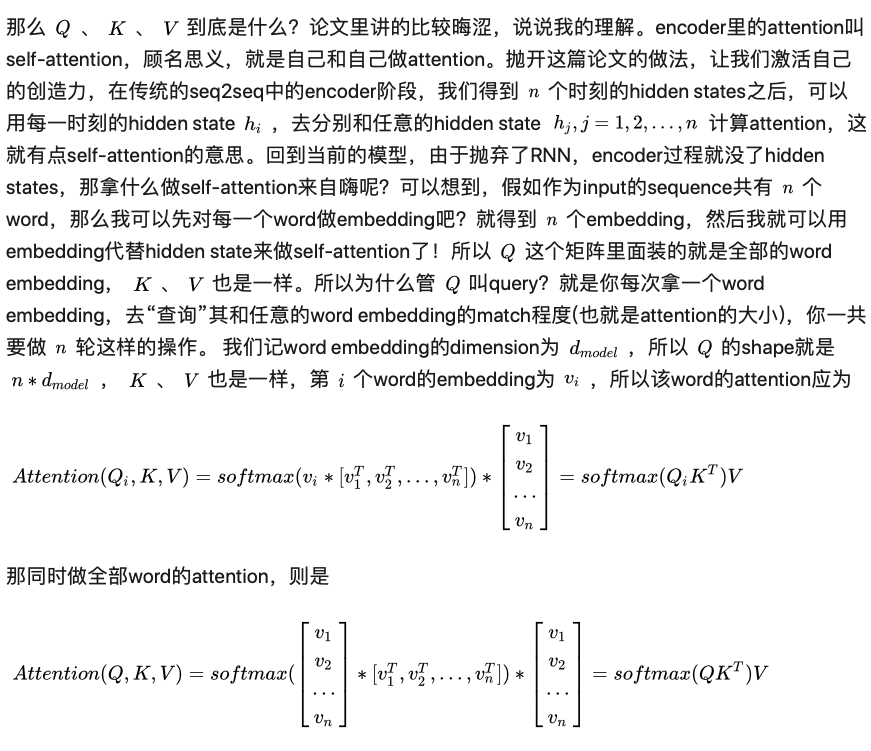 那么 Q 、 K 、 V 到底是什么？论文里讲的比较晦涩，说说我的理解。encoder里的attention叫
self-attention，顾名思义，就是自己和自己做attention。抛开这篇论文的做法，让我们激活自己
的创造力，在传统的seq2seq中的encoder阶段，我们得到 n 个时刻的hidden states之后，可以
用每一时刻的hidden state h_i ，去分别和任意的hidden state h_j, j = 1, 2, . . . , n 计算attention，这
就有点self-attention的意思。回到当前的模型，由于抛弃了RNN，encoder过程就没了hidden
states，那拿什么做self-attention来自嗨呢？可以想到，假如作为input的sequence共有 n 个
word，那么我可以先对每一个word做embedding吧？就得到 n 个embedding，然后我就可以用
embedding代替hidden state来做self-attention了！所以 Q 这个矩阵里面装的就是全部的word
embedding， K 、 V 也是一样。所以为什么管 Q 叫query？就是你每次拿一个word
embedding，去“查询”其和任意的word embedding的match程度(也就是attention的大小)，你一共
要做 n 轮这样的操作。 我们记word embedding的dimension为 d_{model} ，所以 Q 的shape就是
n * d_{model} ， K 、 V 也是一样，第 i 个word的embedding为 v_i ，所以该word的attention应为
Attention(Q_i, K, V) = softmax(v_i * [v_1^T, v_2^T, . . . , v_n^T]) * [v_1 v_2 . . . v_n] = softmax(Q_i K^T)V
那同时做全部word的attention，则是
Attention(Q, K, V) = softmax([v_1 v_2 . . . v_n] * [v_1^T, v_2^T, . . . , v_n^T]) * [v_1 v_2 . . . v_n] = softmax(QK^T)V